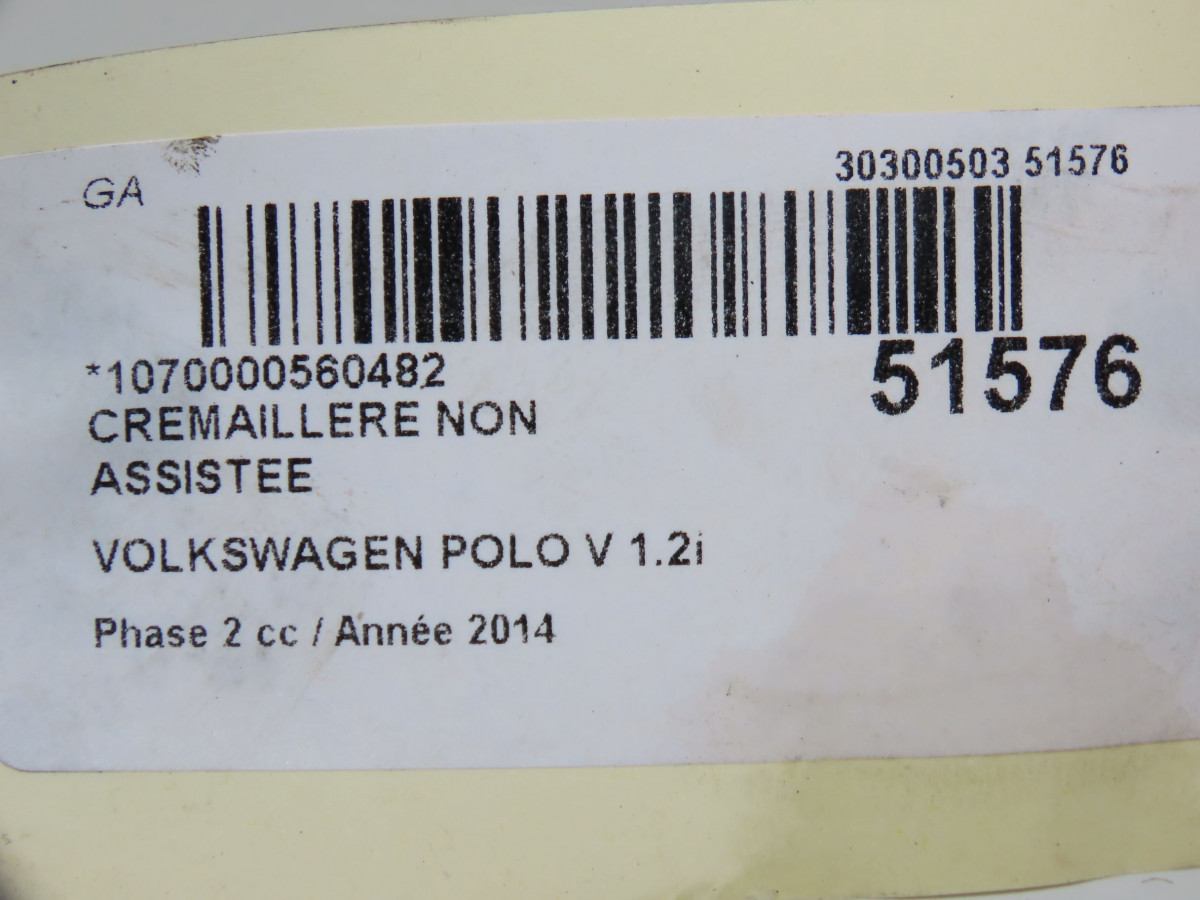 GA
30300503 51576
*1070000560482
51576
CREMAILLERE NON
ASSISTEE
VOLKSWAGEN POLO V 1.2i
Phase 2 cc / Année 2014